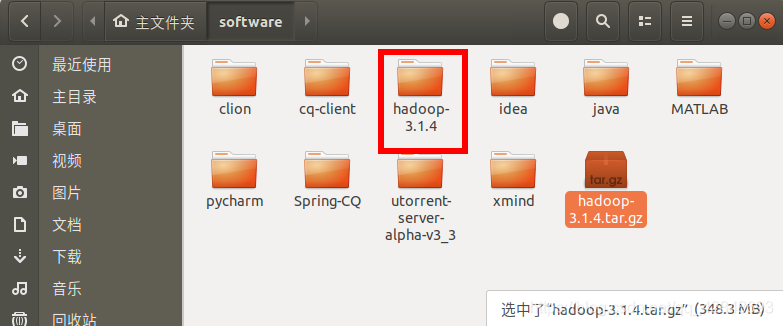 主文件夹 software
最近使用
主目录
桌面
视频
图片
文档
下载
音乐
回收站
clion
cq-client
hadoop-
3.1.4
idea
java
MATLAB
pycharm
Spring-CQ
utorrent-
server-
alpha-v3_3
xmind
tar.gz
hadoop-
3.1.4.tar.gz
选中了“hadoop-3.1.4.tar.gz” (348.3 MB)